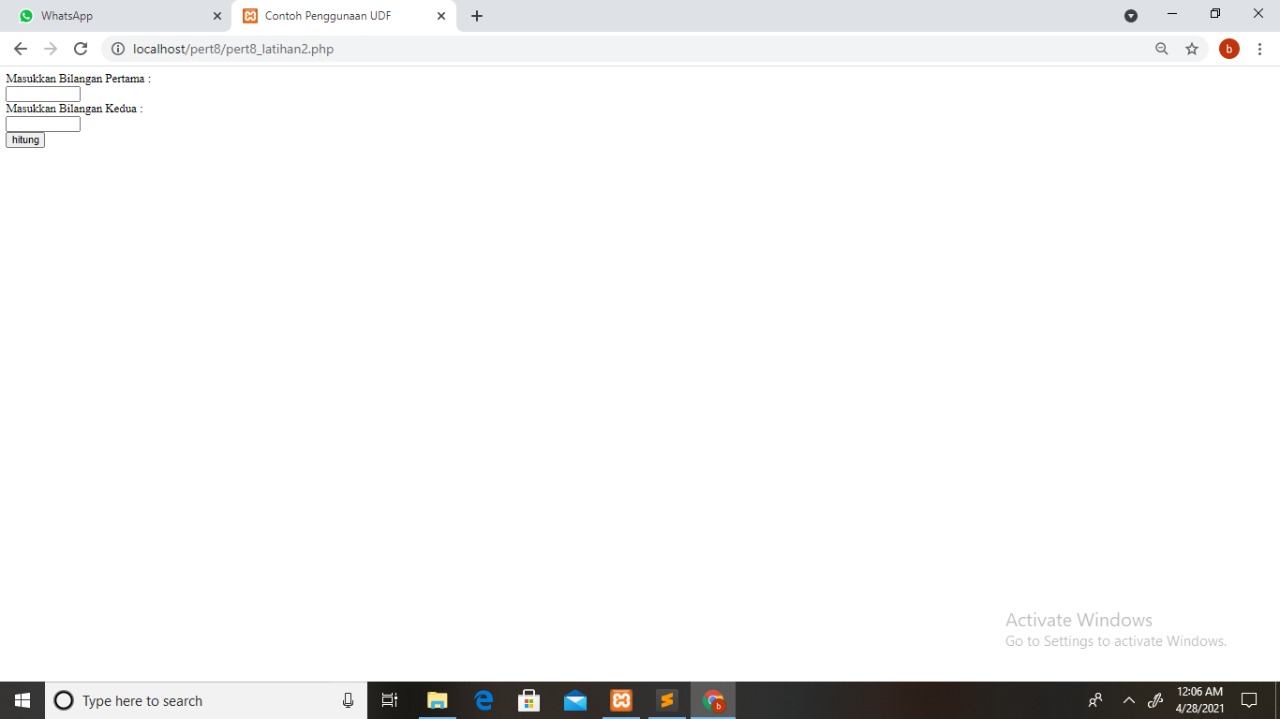 WhatsApp
Contoh Penggunaan UDF
localhost/pert8/pert8_latihan2.php
b
Masukkan Bilangan Pertama :
Masukkan Bilangan Kedua :
hitung
Activate Windows
Go to Settings to activate Windows.
Type here to search
b
12:06 AM
4/28/2021